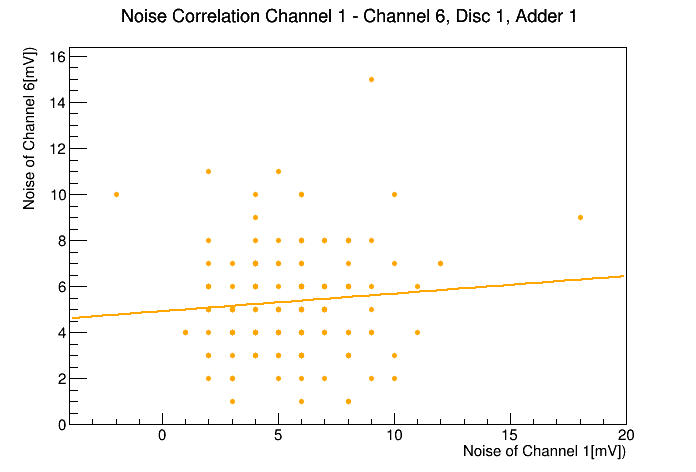 Noise Correlation Channel 1 - Channel 6, Disc 1, Adder 1
Noise of Channel 6[mV])
16
14
12
10
8
6
4
2
0
0 5 10 15 20
Noise of Channel 1[mV])